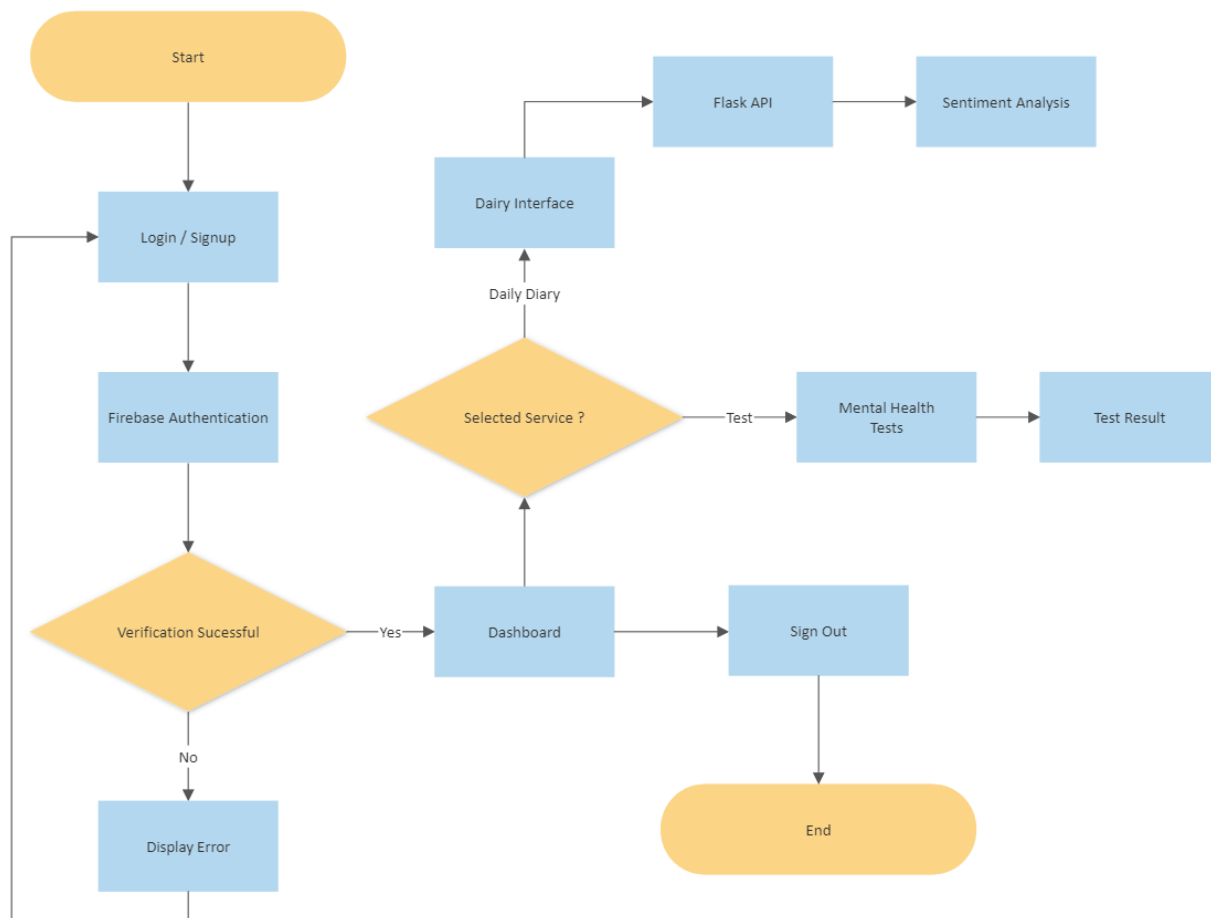 Start
Flask API
Sentiment Analysis
Dairy Interface
Login / Signup
Daily Diary
Firebase Authentication
Selected Service ?
Test
Mental Health
Tests
Test Result
Verification Sucessful
Yes
Dashboard
Sign Out
No
Display Error
End